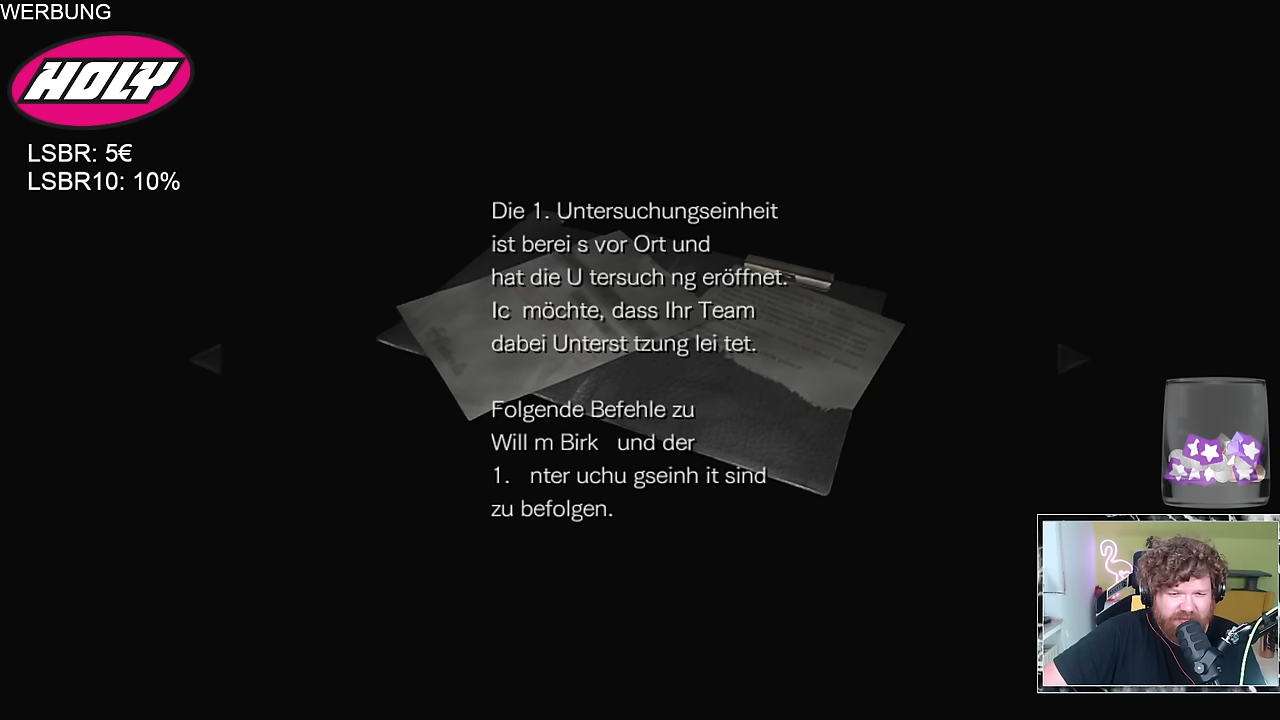 WERBUNG
HOLY
LSBR: 5€
LSBR10: 10%
Die 1. Untersuchungseinheit
ist berei s vor Ort und
hat die U tersuch ng eröffnet.
Ic  möchte, dass Ihr Team
dabei Unterst tzung lei tet.
Folgende Befehle zu
Will m Birk   und der
1.   nter uchu gseinh it sind
zu befolgen.